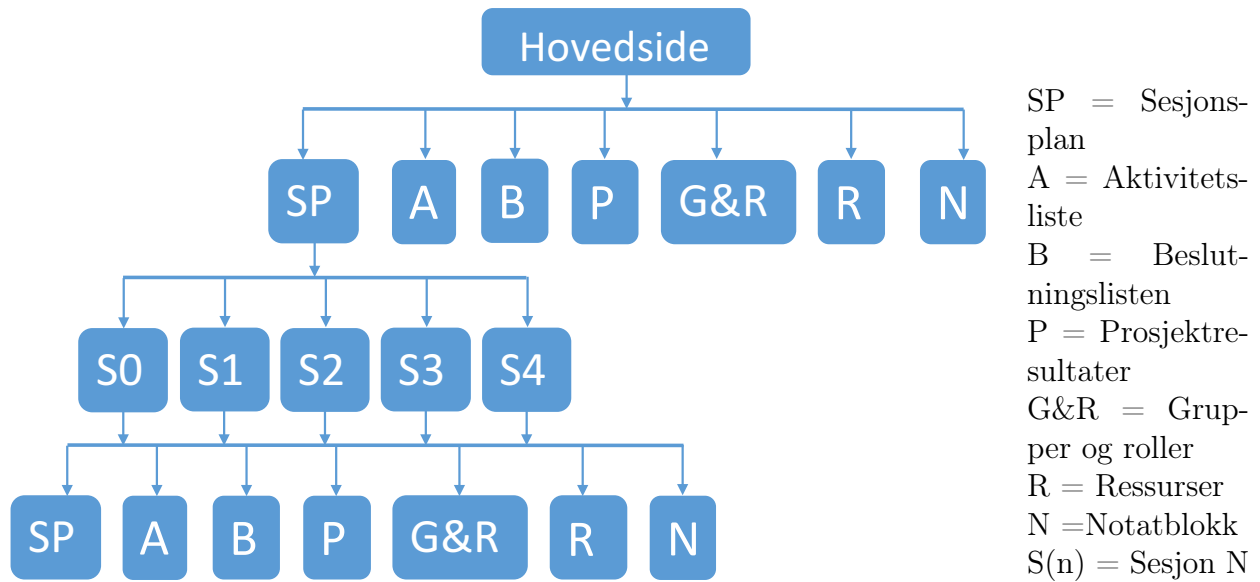 Hovedside
SP A B P G&R R N
S0 S1 S2 S3 S4
SP A B P G&R R N
SP = Sesjons-
plan
A = Aktivitets-
liste
B = Beslut-
ningslisten
P = Prosjektre-
sultater
G&R = Grup-
per og roller
R = Ressurser
N =Notatblokk
S(n) = Sesjon N